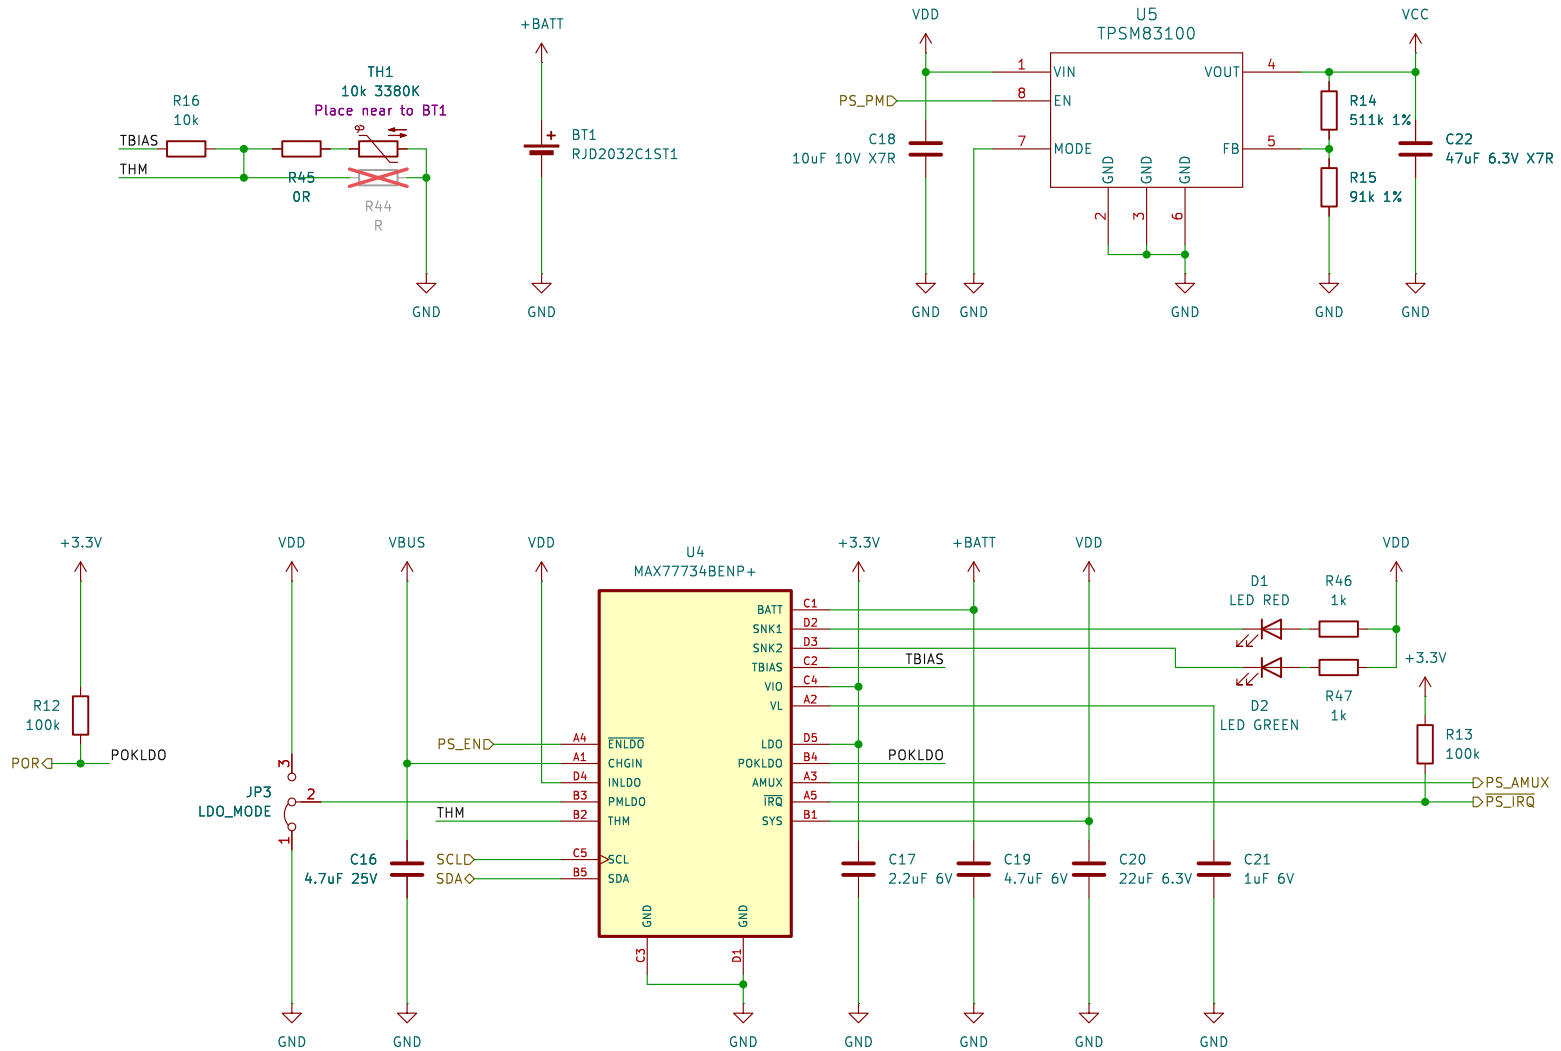 +BATT
TH1
10k 3380K
Place near to BT1
R16
10k
TBIAS
THM
R45
0R
R44
R
GND
+
BT1
RJD2032C1ST1
GND
VDD
U5
TPSM83100
VCC
PS_PM
1
VIN
8
EN
7
MODE
VOUT
4
FB
5
GND
GND
GND
2
3
6
C18
10uF 10V X7R
R14
511k 1%
R15
91k 1%
C22
47uF 6.3V X7R
GND
GND
GND
GND
GND
+3.3V
VDD
VBUS
VDD
U4
MAX77734BENP+
+3.3V
+BATT
VDD
VDD
R12
100k
POR
POKLDO
JP3
LDO_MODE
3
2
1
C16
4.7uF 25V
PS_EN
THM
SCL
SDA
A4
ENLDO
A1
CHGIN
D4
INLDO
B3
PMLDO
B2
THM
C5
SCL
B5
SDA
GND
GND
C3
D1
BATT
C1
SNK1
D2
SNK2
D3
TBIAS
C2
TBIAS
VIO
C4
VL
A2
LDO
D5
POKLDO
B4
POKLDO
AMUX
A3
IRQ
A5
SYS
B1
D1
LED RED
R46
1k
D2
LED GREEN
R47
1k
+3.3V
R13
100k
PS_AMUX
PS_IRQ
C17
2.2uF 6V
C19
4.7uF 6V
C20
22uF 6.3V
C21
1uF 6V
GND
GND
GND
GND
GND
GND
GND